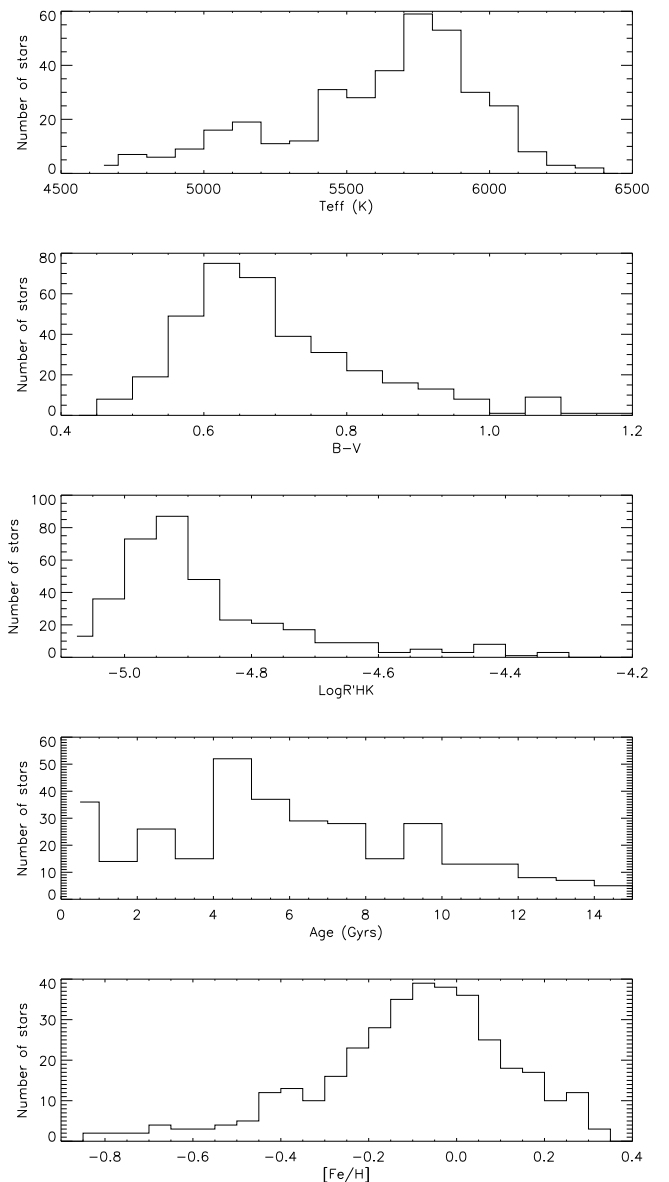 60
40
20
0
Number of stars
4500 5000 5500 6000 6500
Teff (K)
80
60
40
20
0
Number of stars
0.4 0.6 0.8 1.0 1.2
B−V
100
80
60
40
20
0
Number of stars
−5.0 −4.8 −4.6 −4.4 −4.2
LogR'HK
60
50
40
30
20
10
0
Number of stars
0 2 4 6 8 10 12 14
Age (Gyrs)
40
30
20
10
0
Number of stars
−0.8 −0.6 −0.4 −0.2 0.0 0.2 0.4
[Fe/H]